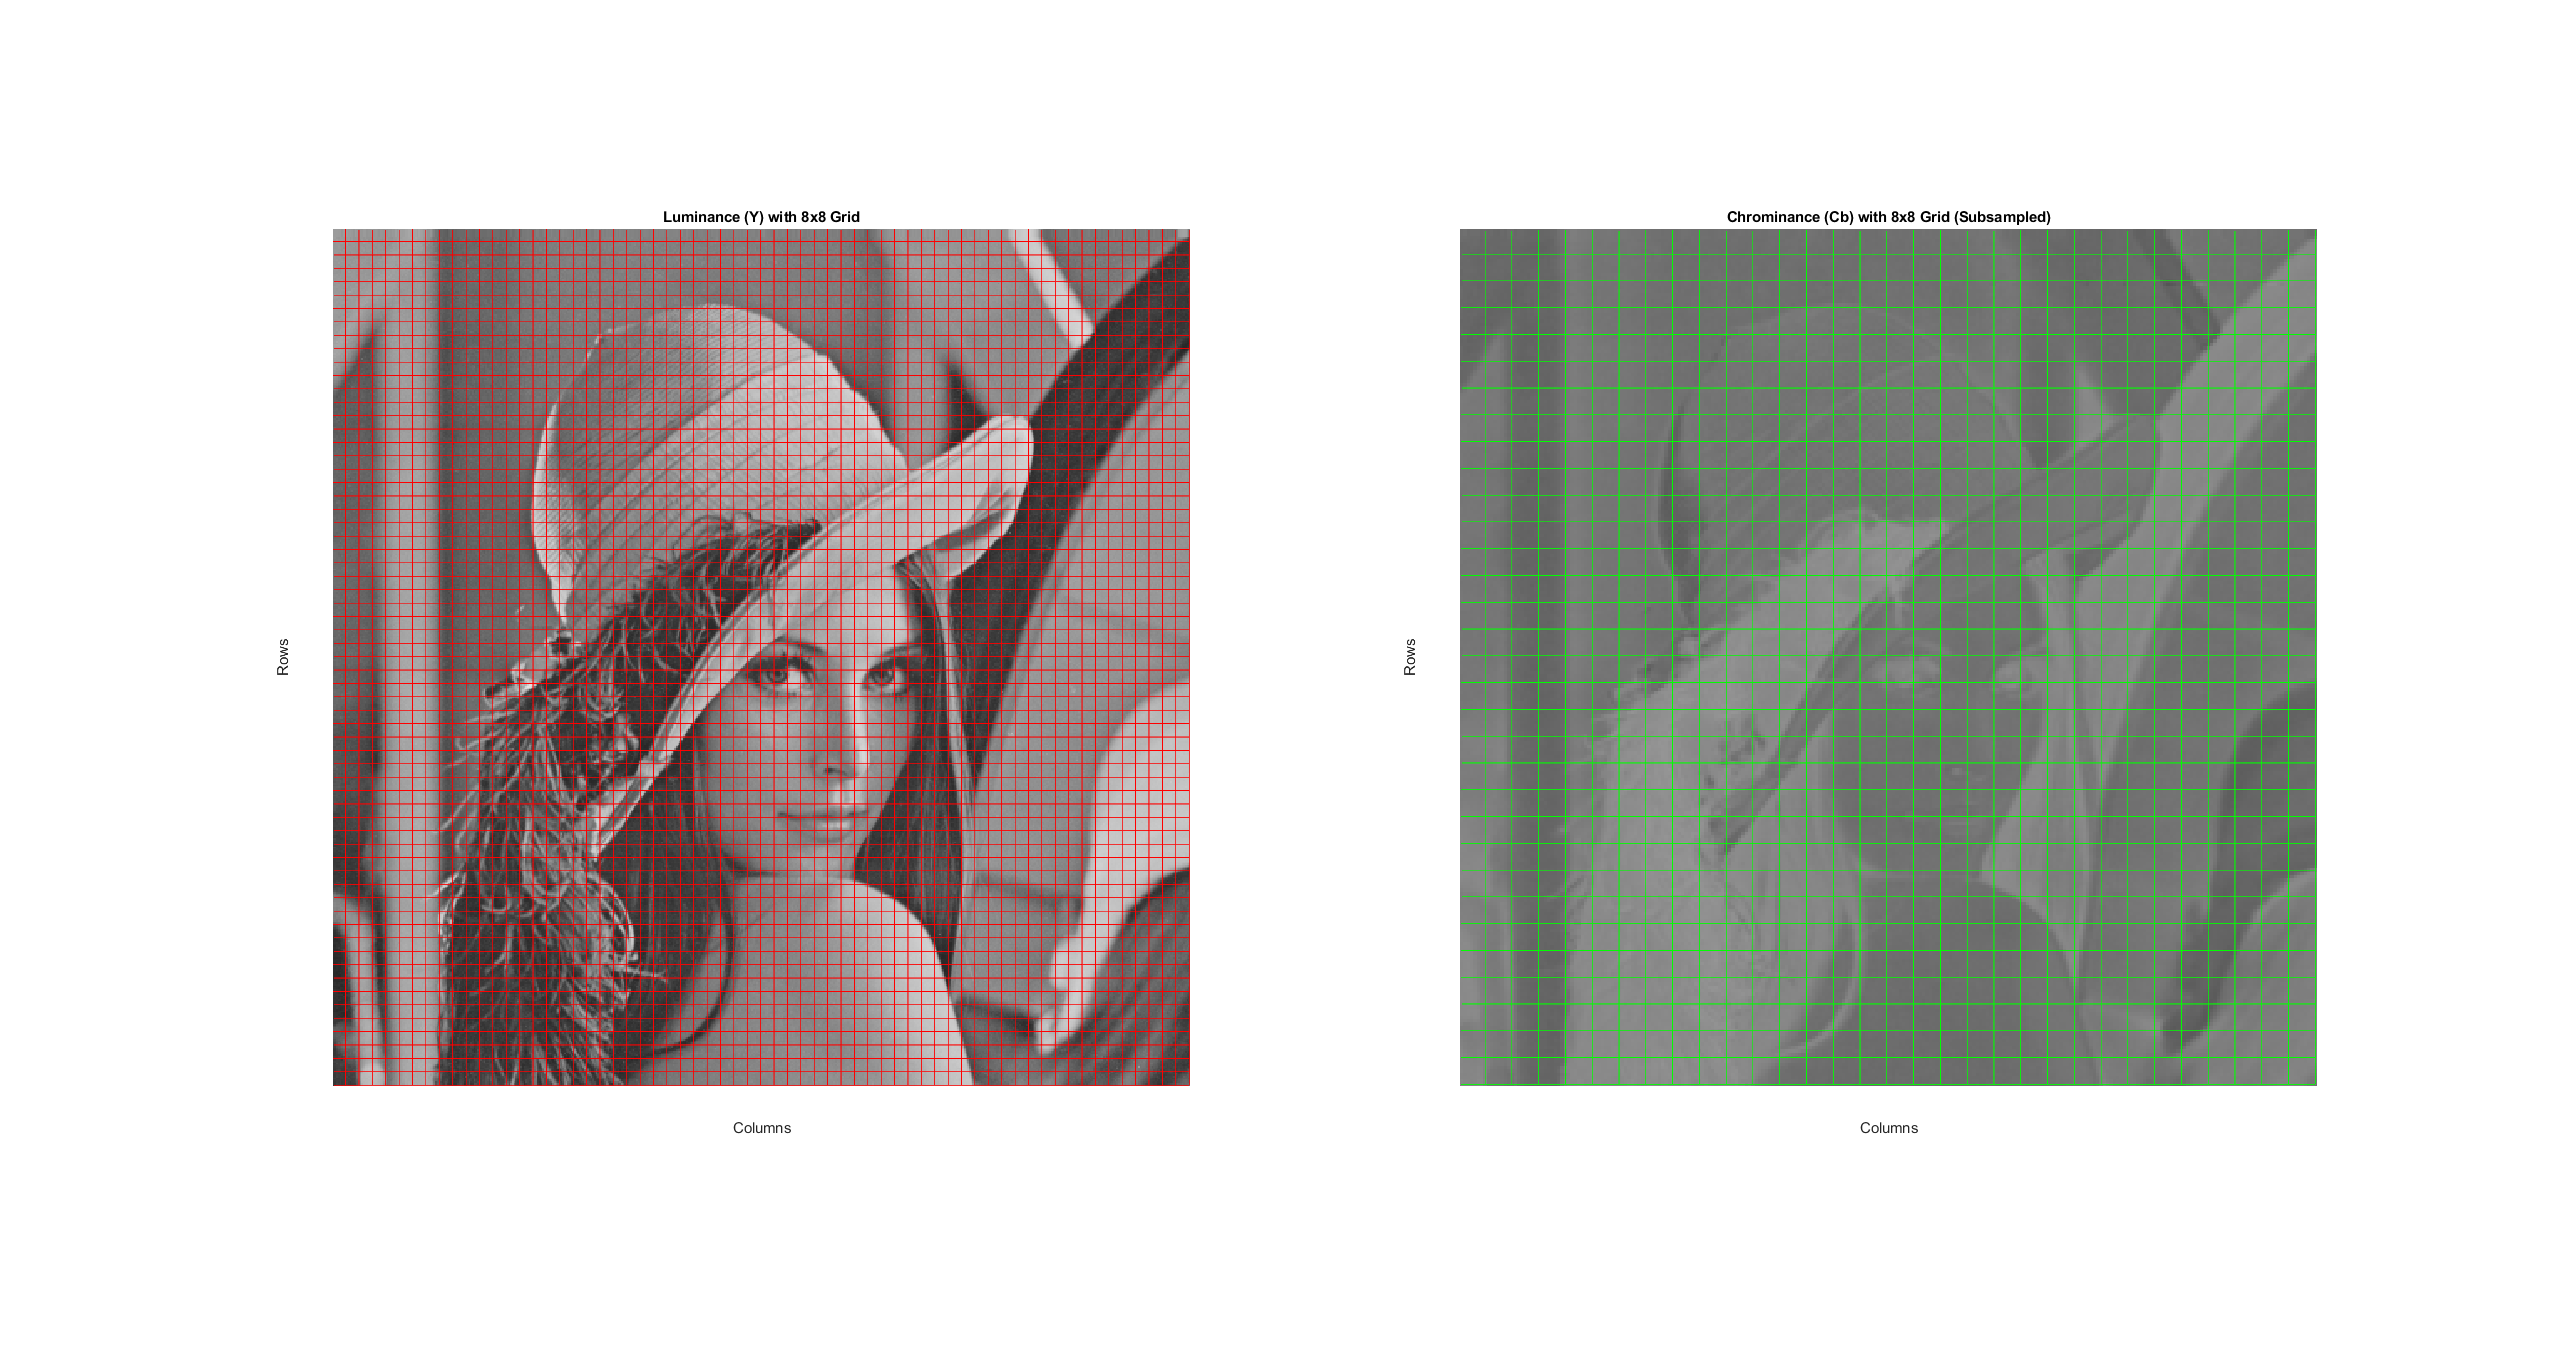 Luminance (Y) with 8x8 Grid
Rows
Columns
Chrominance (Cb) with 8x8 Grid (Subsampled)
Rows
Columns